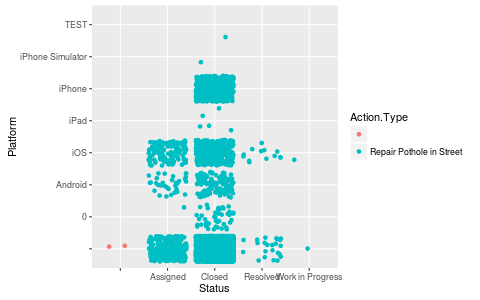 TEST
iPhone Simulator
iPhone
iPad
iOS
Android
0
Platform
Assigned
Closed
Resolved
Work in Progress
Status
Action.Type
Repair Pothole in Street